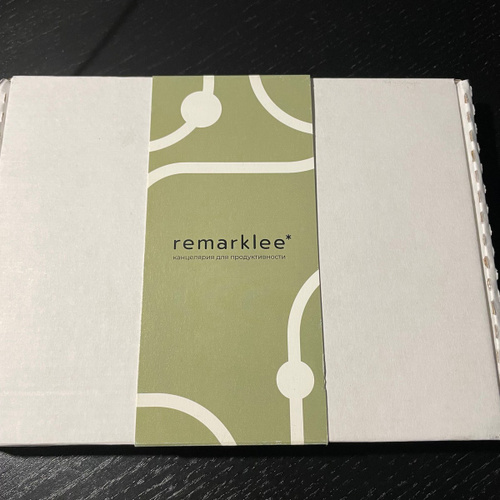 remarklee*
канцелярия для продуктивности